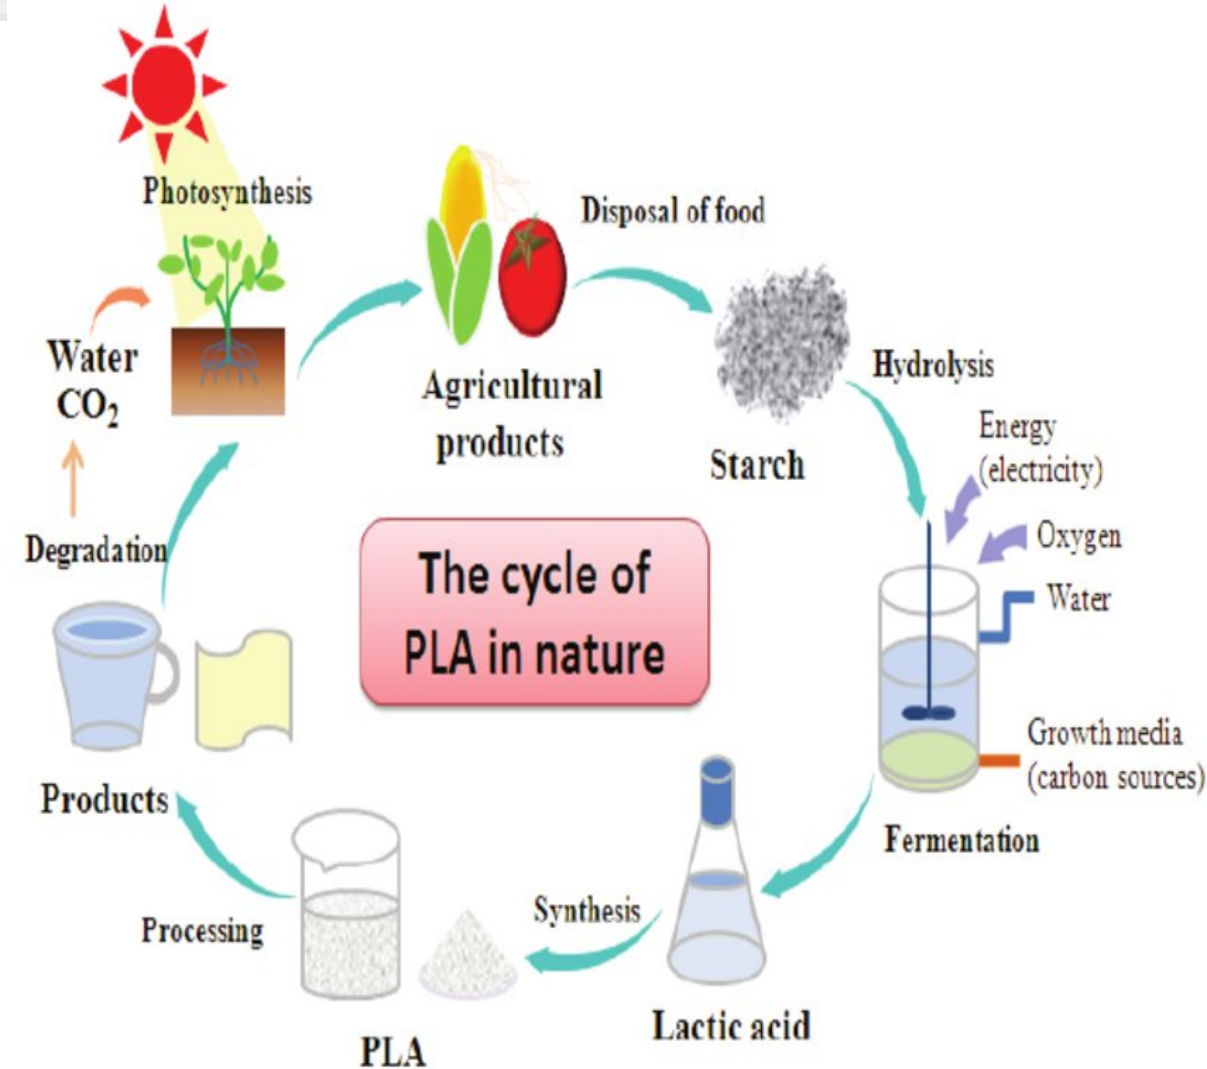 Photosynthesis
Disposal of food
Water
CO₂
Agricultural
products
Hydrolysis
Starch
Energy
(electricity)
Oxygen
Water
Degradation
The cycle of
PLA in nature
Growth media
(carbon sources)
Fermentation
Products
Processing
Synthesis
Lactic acid
PLA